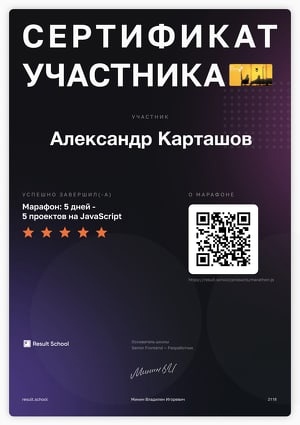 СЕРТИФИКАТ
УЧАСТНИКА
УЧАСТНИК
Александр Карташов
УСПЕШНО ЗАВЕРШИЛ(-А)
О МАРАФОНЕ
Марафон: 5 дней -
5 проектов на JavaScript
Result School
Основатель школы
Senior Frontend – Разработчик
result.school
Минин Владилен Игоревич